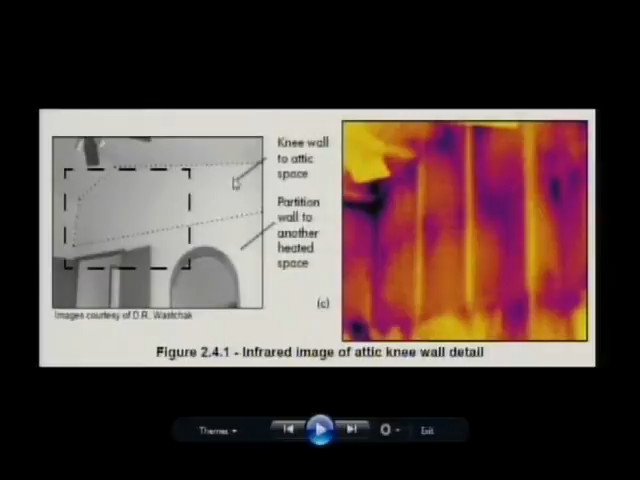 Knee wall
to attic
space
Partition
wall to
another
heated
space
(c)
Images courtesy of D.R. Wastchak
Figure 2.4.1 - Infrared image of attic knee wall detail
Themes
Exit